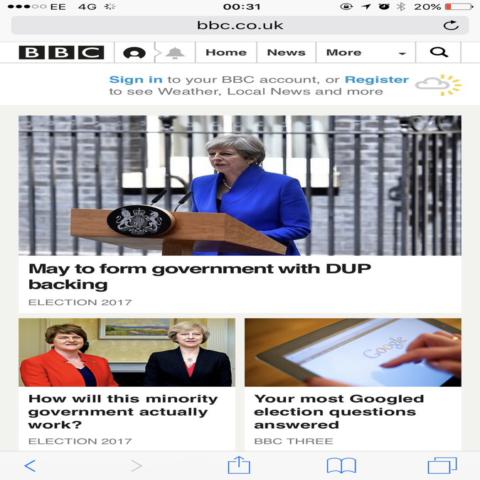 EE 4G 00:31 20%
bbc.co.uk
BBC Home News More
Sign in to your BBC account, or Register
to see Weather, Local News and more
May to form government with DUP
backing
ELECTION 2017
How will this minority
government actually
work?
ELECTION 2017
Google
Your most Googled
election questions
answered
BBC THREE